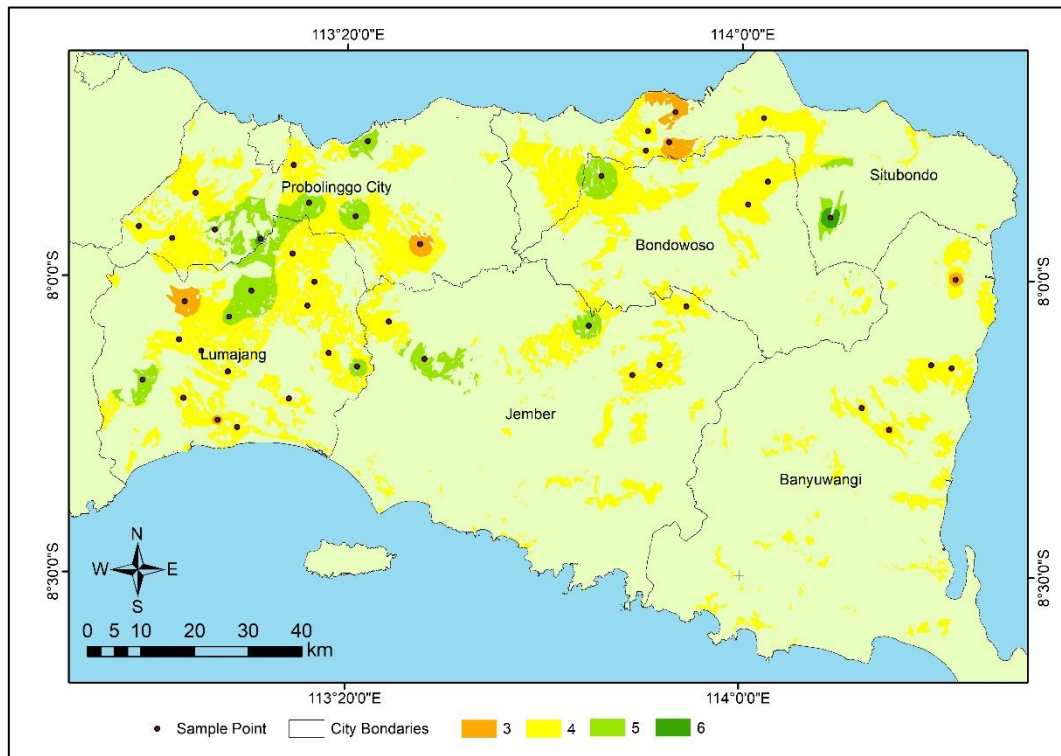 113°20'0"E 114°0'0"E
Situbondo
Probolinggo City
Bondowoso
8°0'0"S 8°0'0"S
Lumajang
Jember
Banyuwangi
N
W E
S
8°30'0"S 8°30'0"S
0 5 10 20 30 40
km
113°20'0"E 114°0'0"E
Sample Point City Bondaries 3 4 5 6